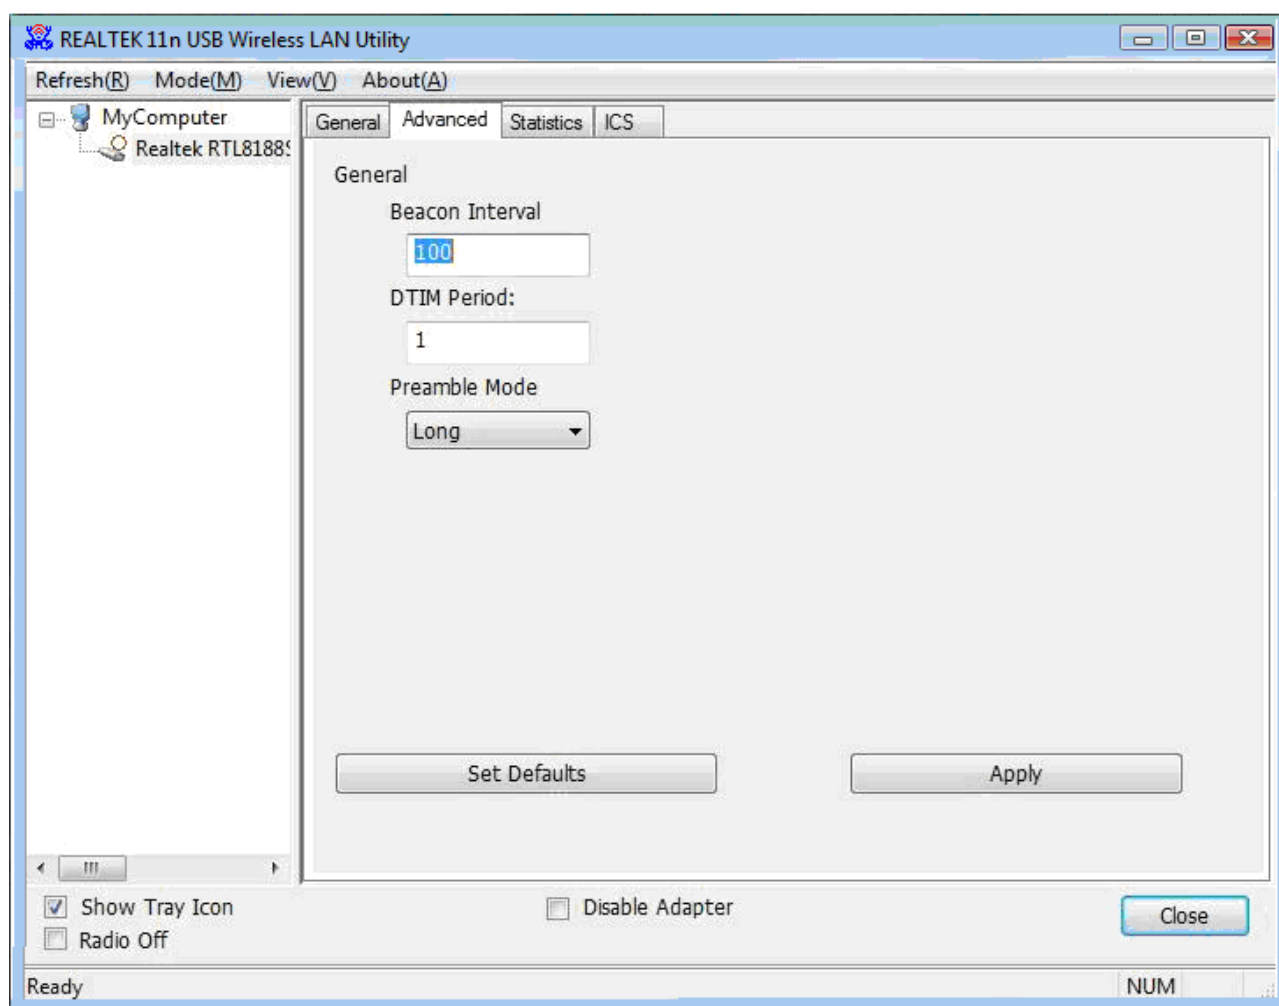 REALTEK 11n USB Wireless LAN Utility
Refresh(R) Mode(M) View(V) About(A)
MyComputer
Realtek RTL8188S
General Advanced Statistics ICS
General
Beacon Interval
100
DTIM Period:
1
Preamble Mode
Long
Set Defaults Apply
Show Tray Icon Disable Adapter Close
Radio Off
Ready NUM